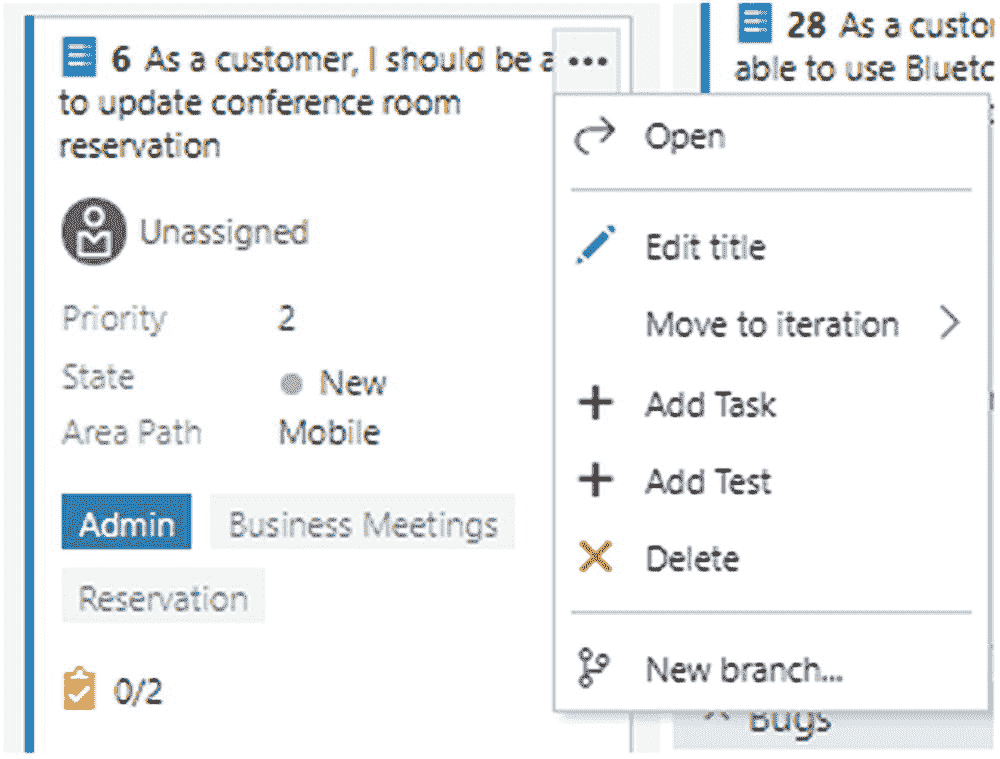 6 As a customer, I should be a
to update conference room
reservation
Unassigned
Priority 2
State New
Area Path Mobile
Admin Business Meetings
Reservation
0/2
...
Open
Edit title
Move to iteration
Add Task
Add Test
Delete
New branch...
28 As a custo
able to use Bluet
Bugs